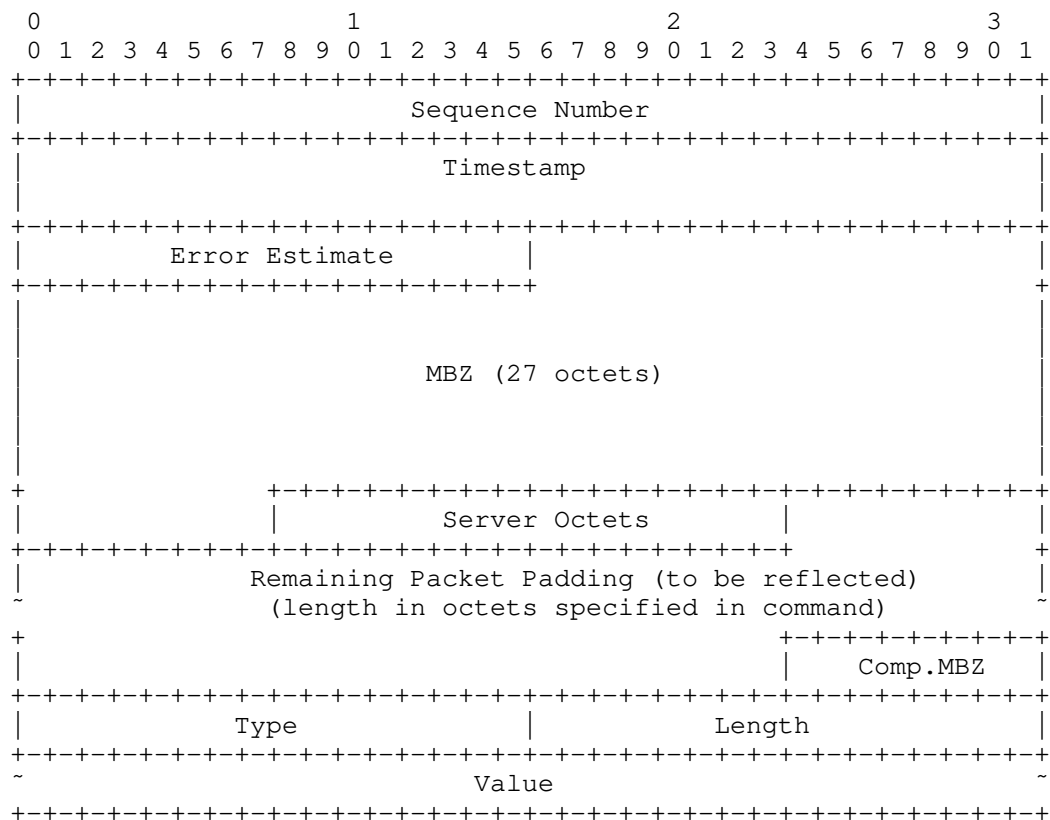 0 1 2 3
0 1 2 3 4 5 6 7 8 9 0 1 2 3 4 5 6 7 8 9 0 1 2 3 4 5 6 7 8 9 0 1
Sequence Number
Timestamp
Error Estimate
MBZ (27 octets)
Server Octets
Remaining Packet Padding (to be reflected)
(length in octets specified in command)
Comp.MBZ
Type Length
Value